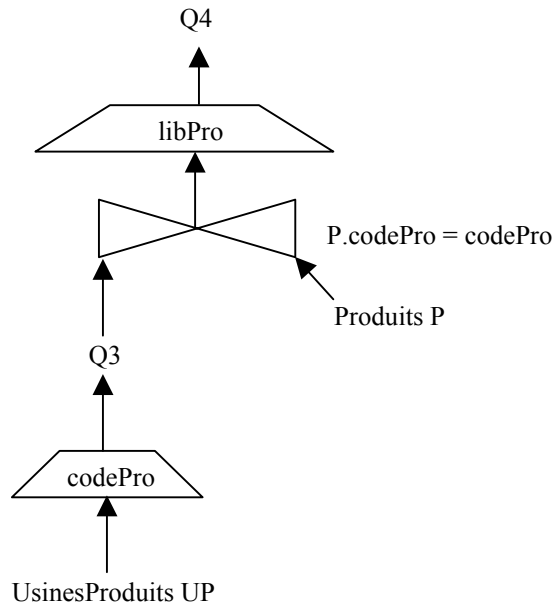 Q4
libPro
P.codePro = codePro
Produits P
Q3
codePro
UsinesProduits UP